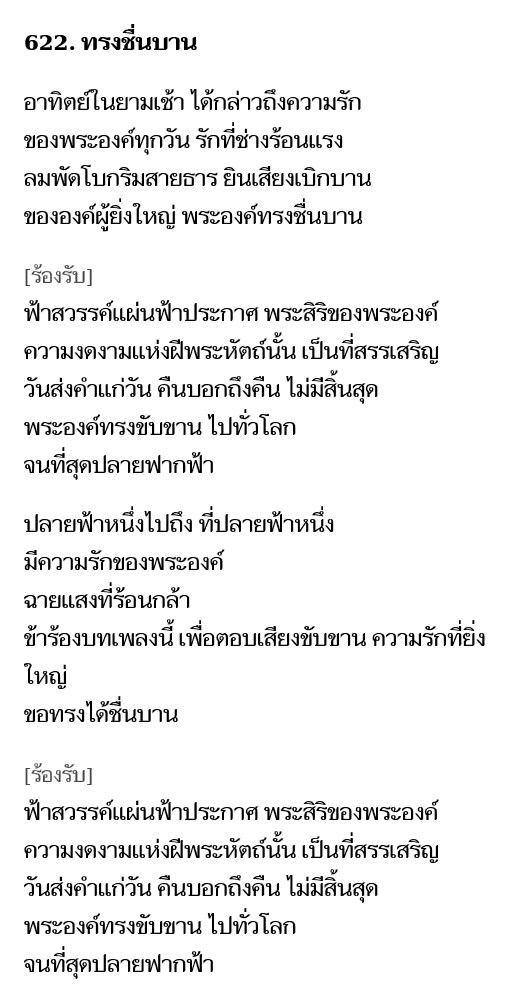 622. ทรงชื่นบาน
อาทิตย์ในยามเช้า ได้กล่าวถึงความรัก
ของพระองค์ทุกวัน รักที่ช่างร้อนแรง
ลมพัดโบกริมสายธาร ยินเสียงเบิกบาน
ขององค์ผู้ยิ่งใหญ่ พระองค์ทรงชื่นบาน
[ร้องรับ]
ฟ้าสวรรค์แผ่นฟ้าประกาศ พระสิริของพระองค์
ความงดงามแห่งฝีพระหัตถ์นั้น เป็นที่สรรเสริญ
วันส่งคำแก่วัน คืนบอกถึงคืน ไม่มีสิ้นสุด
พระองค์ทรงขับขาน ไปทั่วโลก
จนที่สุดปลายฟากฟ้า
ปลายฟ้าหนึ่งไปถึง ที่ปลายฟ้าหนึ่ง
มีความรักของพระองค์
ฉายแสงที่ร้อนกล้า
ข้าร้องบทเพลงนี้ เพื่อตอบเสียงขับขาน ความรักที่ยิ่ง
ใหญ่
ขอทรงได้ชื่นบาน
[ร้องรับ]
ฟ้าสวรรค์แผ่นฟ้าประกาศ พระสิริของพระองค์
ความงดงามแห่งฝีพระหัตถ์นั้น เป็นที่สรรเสริญ
วันส่งคำแก่วัน คืนบอกถึงคืน ไม่มีสิ้นสุด
พระองค์ทรงขับขาน ไปทั่วโลก
จนที่สุดปลายฟากฟ้า